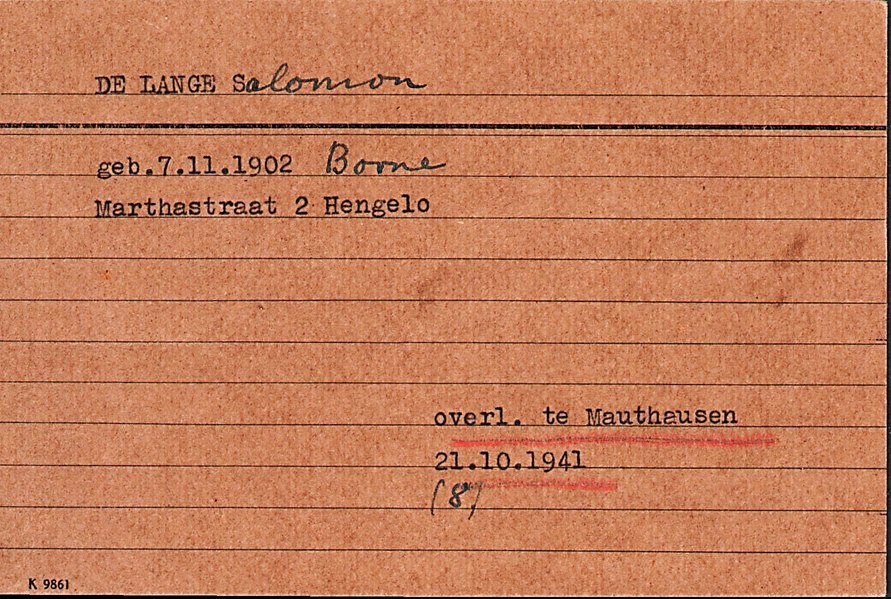 DE LANGE Salomon
geb.7.11.1902 Borne
Marthastraat 2 Hengelo
overl. te Mauthausen
21.10.1941
(8)
K 9861